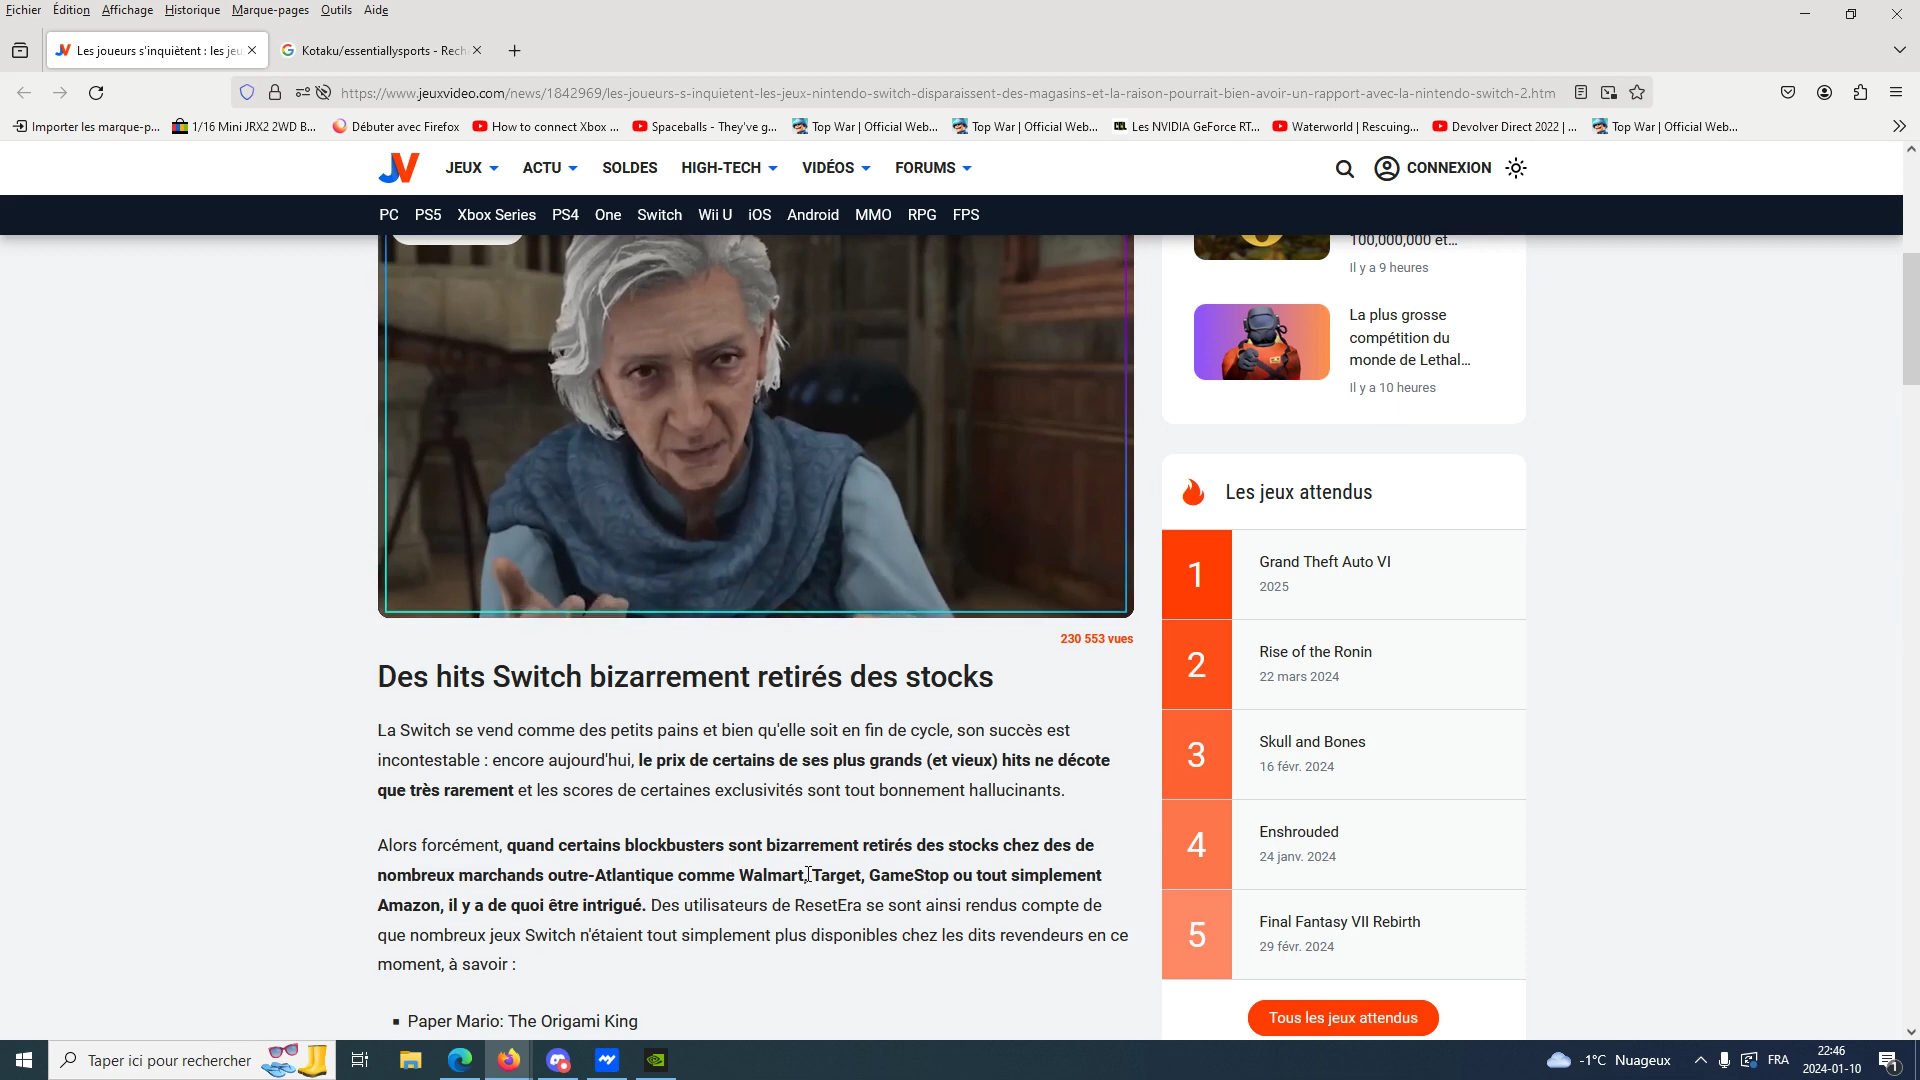 Fichier Édition Affichage Historique Marque-pages Outils Aide
Les joueurs s'inquiètent : les jeu
Kotaku/essentiallysports - Rech
https://www.jeuxvideo.com/news/1842969/les-joueurs-s-inquietent-les-jeux-nintendo-switch-disparaissent-des-magasins-et-la-raison-pourrait-bien-avoir-un-rapport-avec-la-nintendo-switch-2.htm
Importer les marque-p... 1/16 Mini JRX2 2WD B... Débuter avec Firefox How to connect Xbox ... Spaceballs - They've g... Top War | Official Web... Top War | Official Web... Les NVIDIA GeForce RT... Waterworld | Rescuing... Devolver Direct 2022 | ... Top War | Official Web...
JV JEUX ACTU SOLDES HIGH-TECH VIDÉOS FORUMS CONNEXION
PC PS5 Xbox Series PS4 One Switch Wii U iOS Android MMO RPG FPS
100,000,000 et...
Il y a 9 heures
La plus grosse
compétition du
monde de Lethal...
Il y a 10 heures
Les jeux attendus
1 Grand Theft Auto VI
2025
2 Rise of the Ronin
22 mars 2024
3 Skull and Bones
16 févr. 2024
4 Enshrouded
24 janv. 2024
5 Final Fantasy VII Rebirth
29 févr. 2024
Tous les jeux attendus
230 553 vues
Des hits Switch bizarrement retirés des stocks
La Switch se vend comme des petits pains et bien qu'elle soit en fin de cycle, son succès est
incontestable : encore aujourd'hui, le prix de certains de ses plus grands (et vieux) hits ne décote
que très rarement et les scores de certaines exclusivités sont tout bonnement hallucinants.
Alors forcément, quand certains blockbusters sont bizarrement retirés des stocks chez des de
nombreux marchands outre-Atlantique comme Walmart, Target, GameStop ou tout simplement
Amazon, il y a de quoi être intrigué. Des utilisateurs de ResetEra se sont ainsi rendus compte de
que nombreux jeux Switch n'étaient tout simplement plus disponibles chez les dits revendeurs en ce
moment, à savoir :
Paper Mario: The Origami King
Taper ici pour rechercher
-1°C Nuageux
FRA
22:46
2024-01-10
1